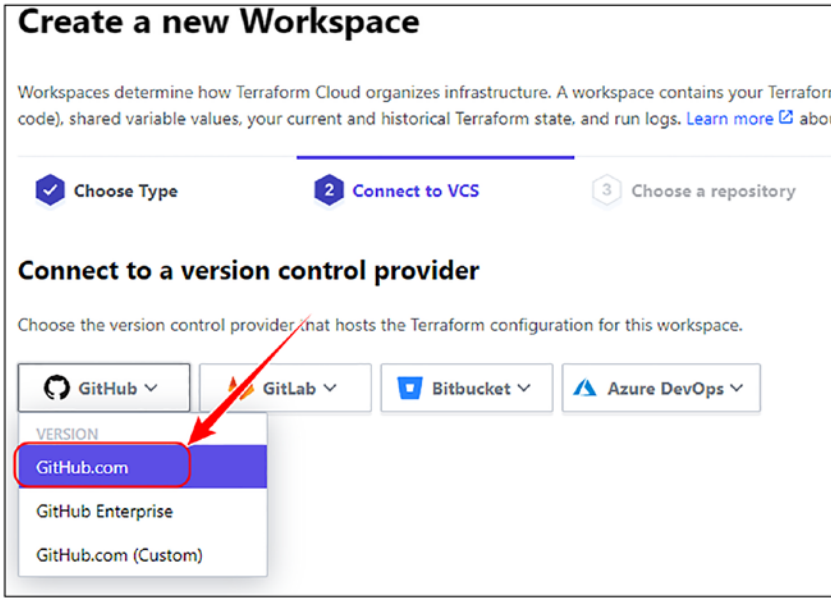 Create a new Workspace
Workspaces determine how Terraform Cloud organizes infrastructure. A workspace contains your Terraform
code), shared variable values, your current and historical Terraform state, and run logs. Learn more abou
Choose Type
2 Connect to VCS
3 Choose a repository
Connect to a version control provider
Choose the version control provider that hosts the Terraform configuration for this workspace.
GitHub
GitLab
Bitbucket
Azure DevOps
VERSION
GitHub.com
GitHub Enterprise
GitHub.com (Custom)